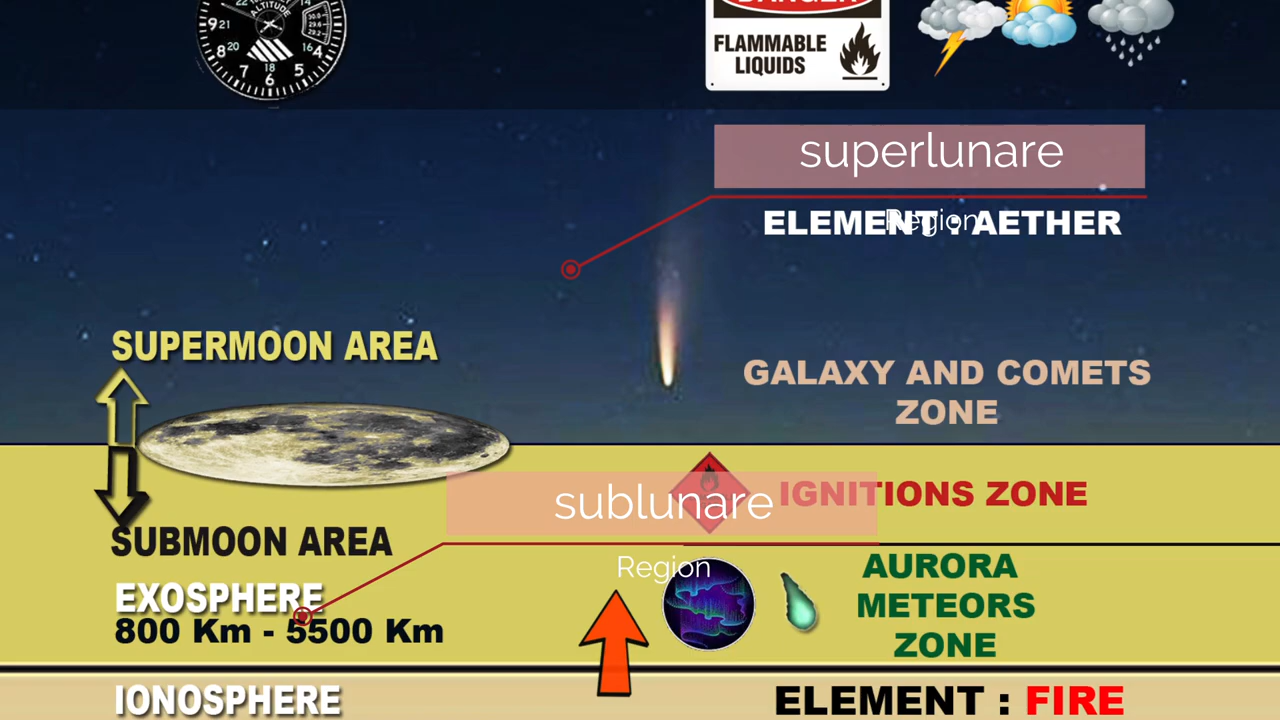 ALTITUDE
FLAMMABLE
LIQUIDS
superlunare
Region
ELEMENT : AETHER
SUPERMOON AREA
GALAXY AND COMETS
ZONE
sublunare
Region
IGNITIONS ZONE
SUBMOON AREA
AURORA
METEORS
ZONE
EXOSPHERE
800 Km - 5500 Km
IONOSPHERE
ELEMENT : FIRE